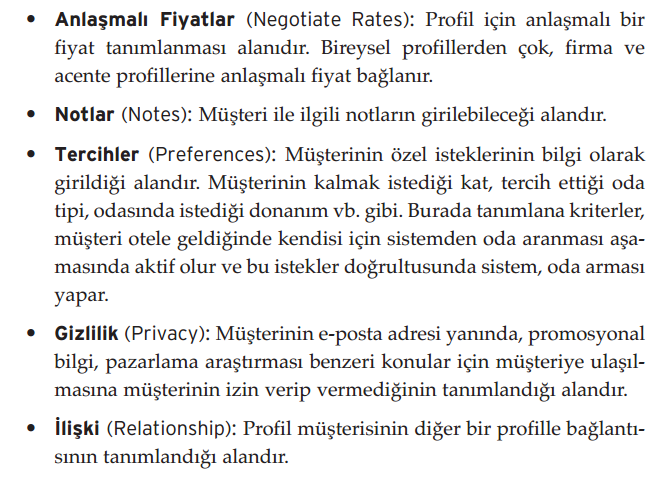 • Anlaşmalı Fiyatlar (Negotiate Rates): Profil için anlaşmalı bir
fiyat tanımlanması alanıdır. Bireysel profillerden çok, firma ve
acente profillerine anlaşmalı fiyat bağlanır.
• Notlar (Notes): Müşteri ile ilgili notların girilebileceği alandır.
• Tercihler (Preferences): Müşterinin özel isteklerinin bilgi olarak
girildiği alandır. Müşterinin kalmak istediği kat, tercih ettiği oda
tipi, odasında istediği donanım vb. gibi. Burada tanımlana kriterler,
müşteri otele geldiğinde kendisi için sistemden oda aranması aşa-
masında aktif olur ve bu istekler doğrultusunda sistem, oda arması
yapar.
• Gizlilik (Privacy): Müşterinin e-posta adresi yanında, promosyonal
bilgi, pazarlama araştırması benzeri konular için müşteriye ulaşıl-
masına müşterinin izin verip vermediğinin tanımlandığı alandır.
• İlişki (Relationship): Profil müşterisinin diğer bir profille bağlantı-
sının tanımlandığı alandır.